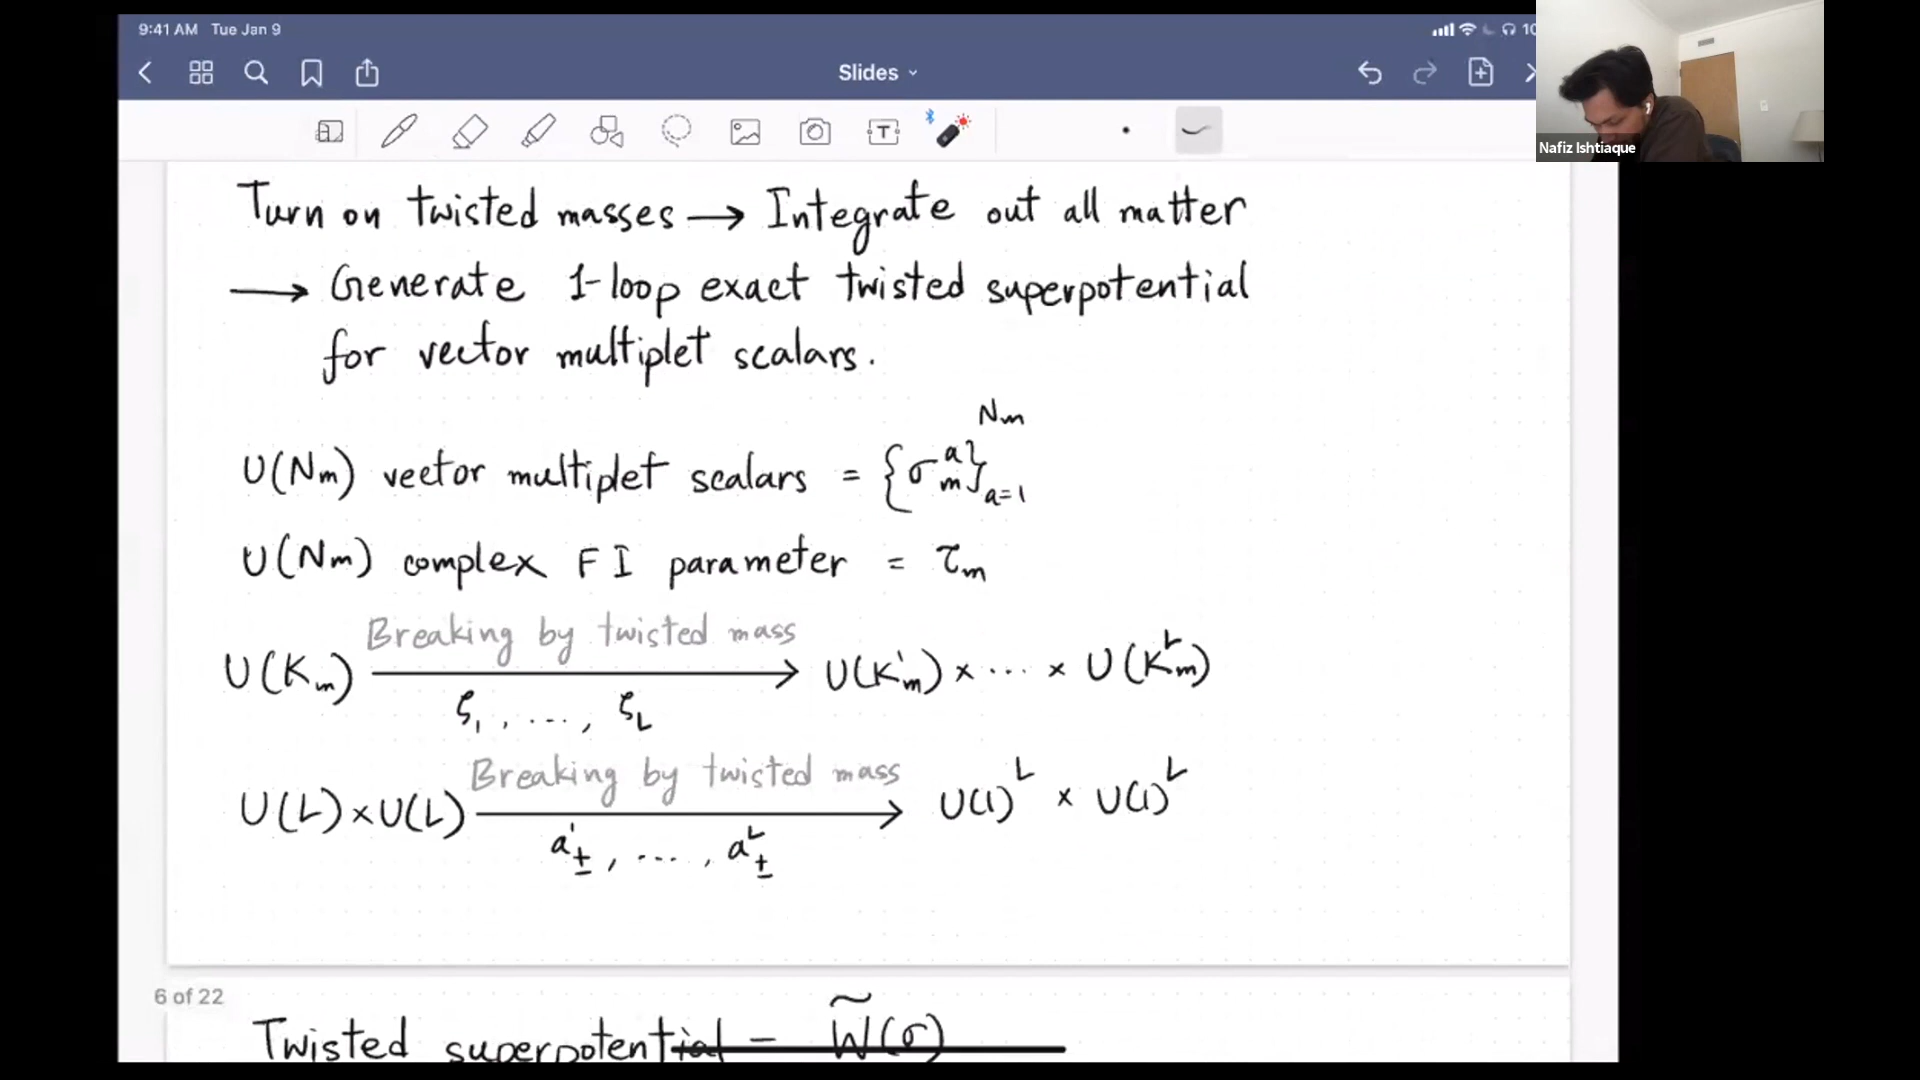 9:41 AM Tue Jan 9
Slides
Nafiz Ishtiaque
Turn on twisted masses → Integrate out all matter
→ Generate 1-loop exact twisted superpotential
for vector multiplet scalars.
U(N_m) vector multiplet scalars = {σ_m^a}_{a=1}^{N_m}
U(N_m) complex FI parameter = τ_m
Breaking by twisted mass
U(K_m) → U(K_m^1) × ... × U(K_m^L)
ζ_1, ..., ζ_L
Breaking by twisted mass
U(L) × U(L) → U(1)^L × U(1)^L
a_±^1, ..., a_±^L
6 of 22
Twisted superpotential = W̃(σ)